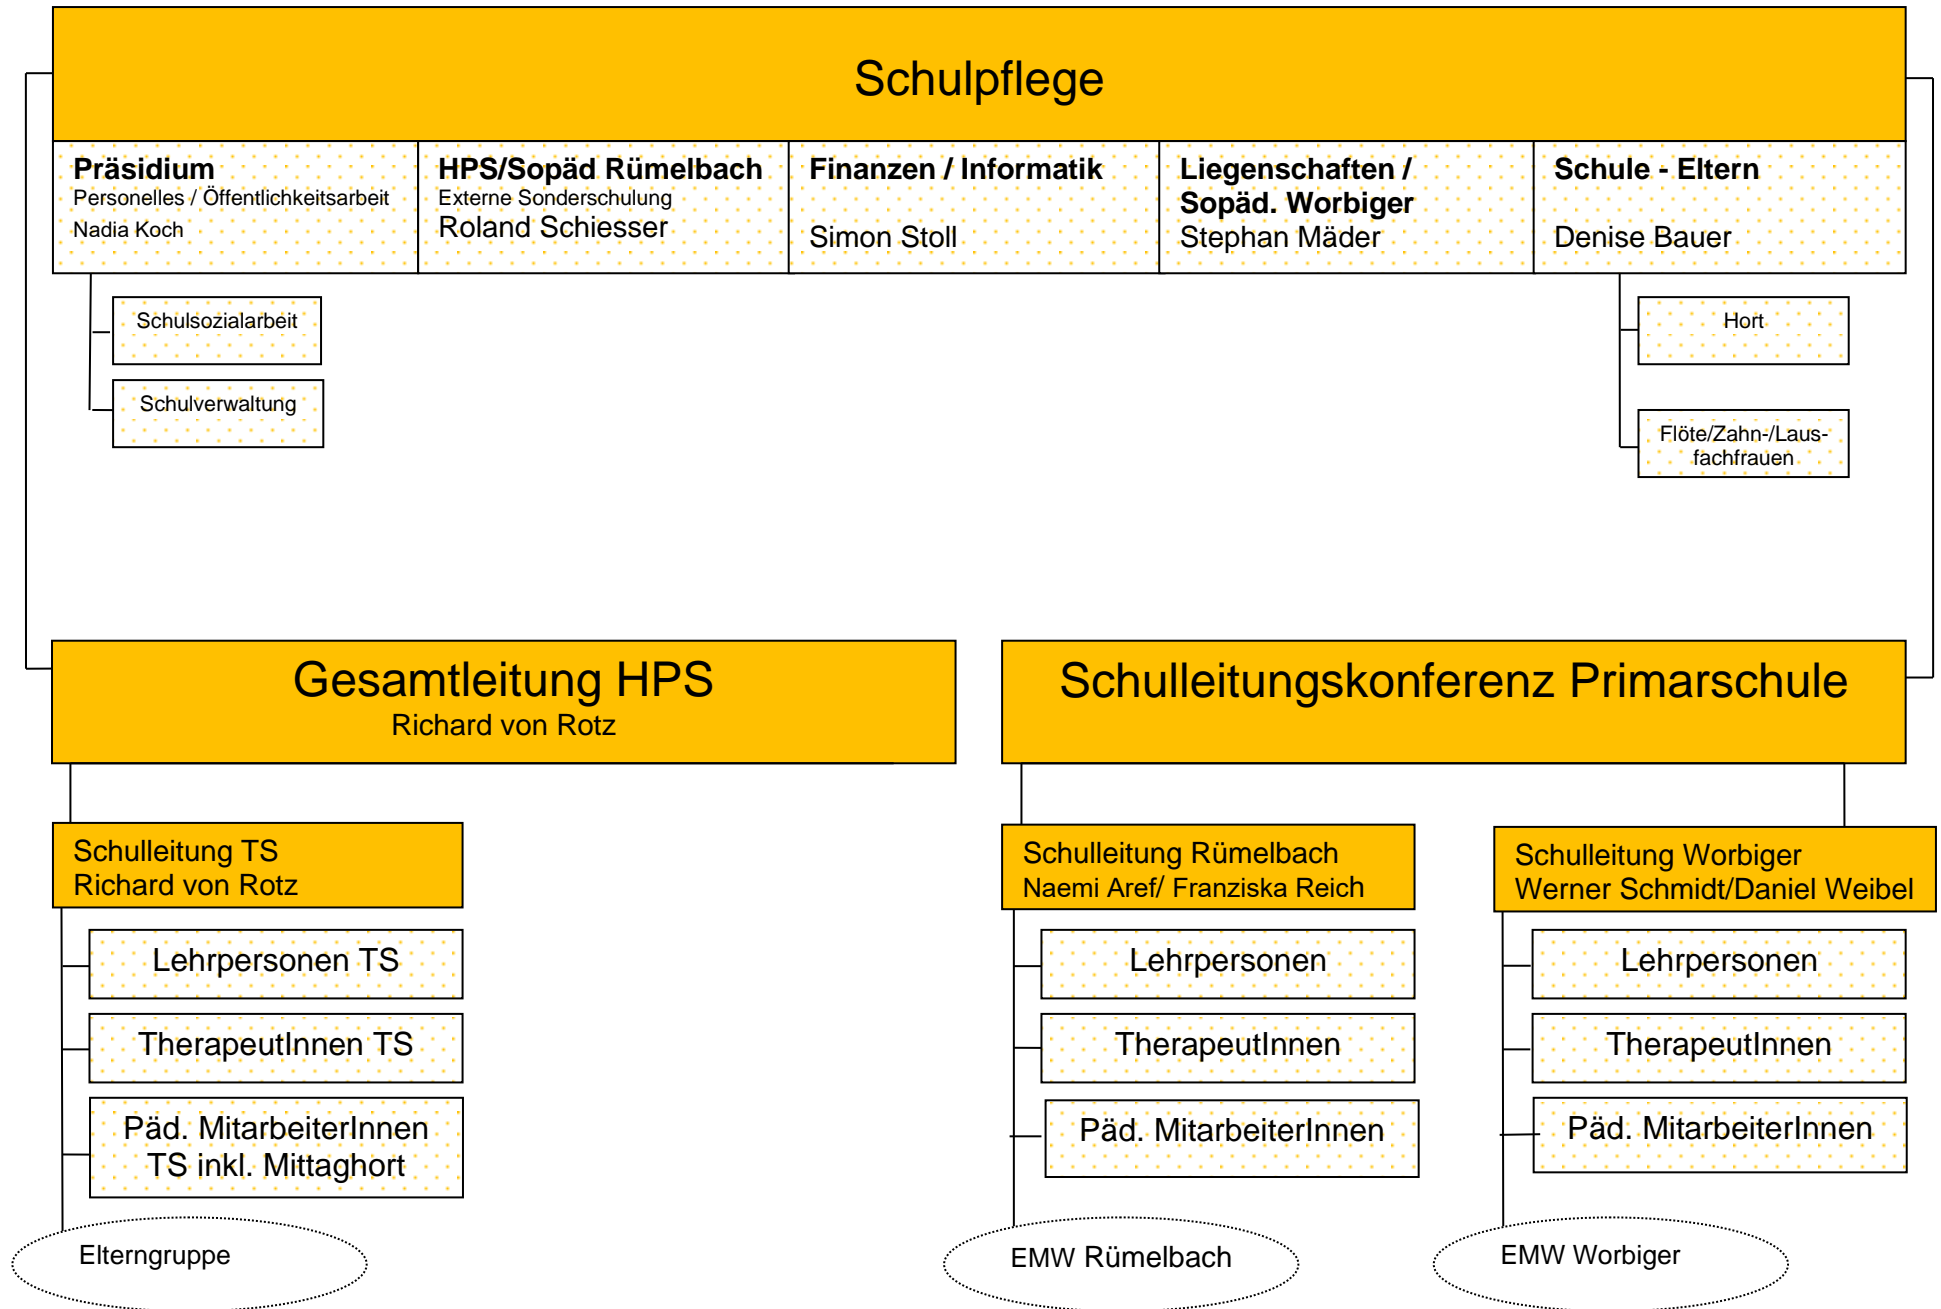 Schulpflege
Präsidium
Personelles / Öffentlichkeitsarbeit
Nadia Koch
HPS/Sopäd Rümelbach
Externe Sonderschulung
Roland Schiesser
Finanzen / Informatik
Simon Stoll
Liegenschaften /
Sopäd. Worbiger
Stephan Mäder
Schule - Eltern
Denise Bauer
Schulsozialarbeit
Schulverwaltung
Hort
Flöte/Zahn-/Laus-
fachfrauen
Gesamtleitung HPS
Richard von Rotz
Schulleitungskonferenz Primarschule
Schulleitung TS
Richard von Rotz
Lehrpersonen TS
TherapeutInnen TS
Päd. MitarbeiterInnen
TS inkl. Mittaghort
Elterngruppe
Schulleitung Rümelbach
Naemi Aref/ Franziska Reich
Lehrpersonen
TherapeutInnen
Päd. MitarbeiterInnen
EMW Rümelbach
Schulleitung Worbiger
Werner Schmidt/Daniel Weibel
Lehrpersonen
TherapeutInnen
Päd. MitarbeiterInnen
EMW Worbiger